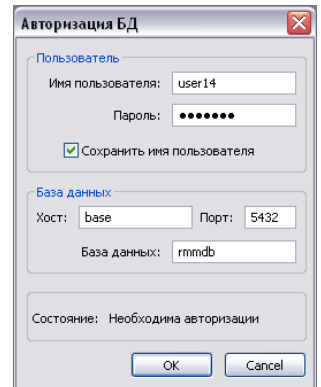 Авторизация БД
Пользователь
Имя пользователя: user14
Пароль: ●●●●●●●
Сохранить имя пользователя
База данных
Хост: base Порт: 5432
База данных: rmmdb
Состояние: Необходима авторизации
OK Cancel